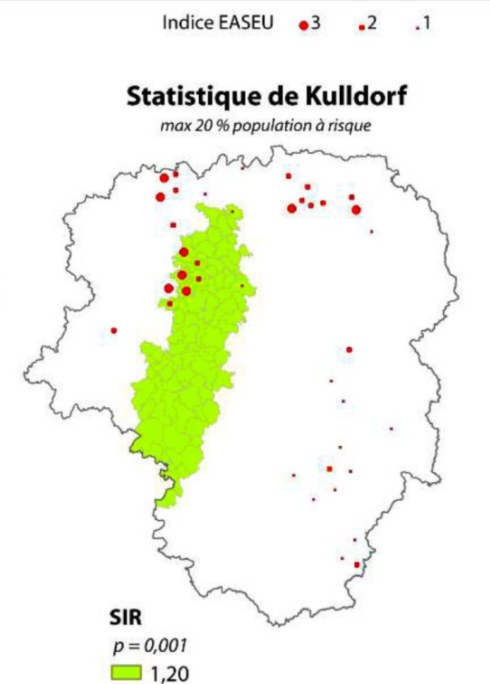 Indice EASEU 3 2 1
Statistique de Kulldorf
max 20 % population à risque
SIR
p = 0,001
1,20